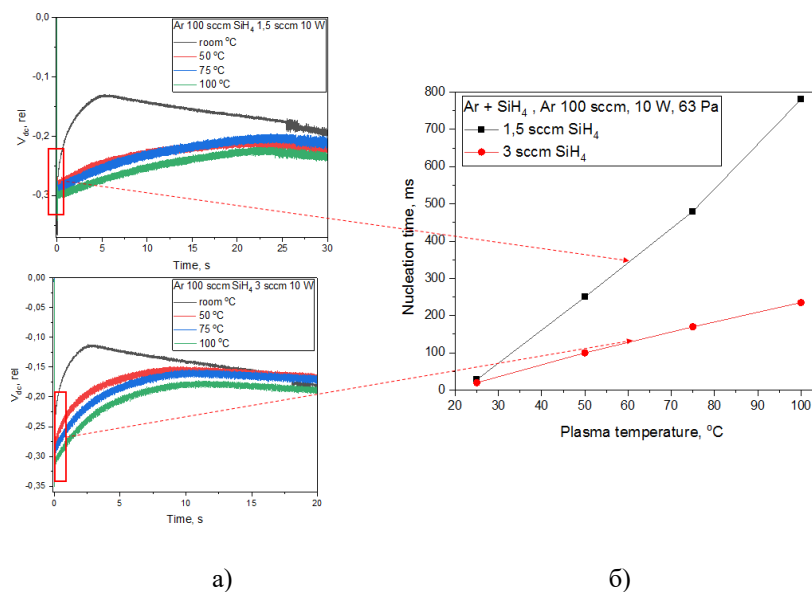 Ar 100 sccm SiH₄ 1,5 sccm 10 W
room °C
50 °C
75 °C
100 °C
0,0
-0,1
-0,2
-0,3
V_dc, rel
0 5 10 15 20 25 30
Time, s
Ar 100 sccm SiH₄ 3 sccm 10 W
room °C
50 °C
75 °C
100 °C
0,00
-0,05
-0,10
-0,15
-0,20
-0,25
-0,30
-0,35
V_dc, rel
0 5 10 15 20
Time, s
Ar + SiH₄ , Ar 100 sccm, 10 W, 63 Pa
1,5 sccm SiH₄
3 sccm SiH₄
800
700
600
500
400
300
200
100
0
Nucleation time, ms
20 30 40 50 60 70 80 90 100
Plasma temperature, °C
а)
б)